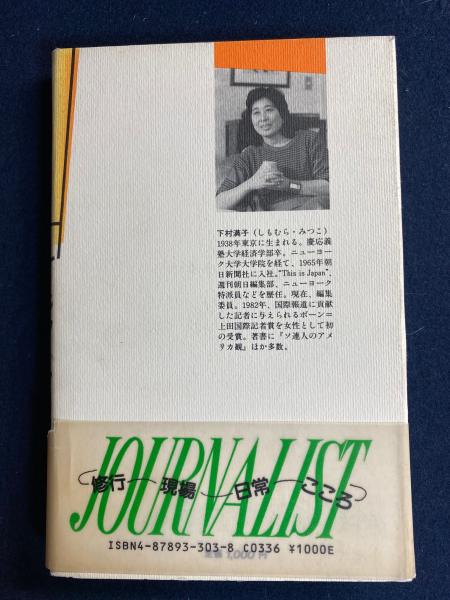 下村満子(しもむら・みつこ)
1938年東京に生まれる。慶応義
塾大学経済学部卒。ニューヨー
ク大学大学院を経て、1965年朝
日新聞社に入社。"This is Japan"、
週刊朝日編集部、ニューヨーク
特派員などを歴任。現在、編集
委員。1982年、国際報道に貢献
した記者に与えられるボーン=
上田国際記者賞を女性として初
の受賞。著書に『ソ連人のアメ
リカ観』ほか多数。
JOURNALIST
修行 現場 日常 こころ
ISBN4-87893-303-8 C0336 ¥1000E
定価 1,000円